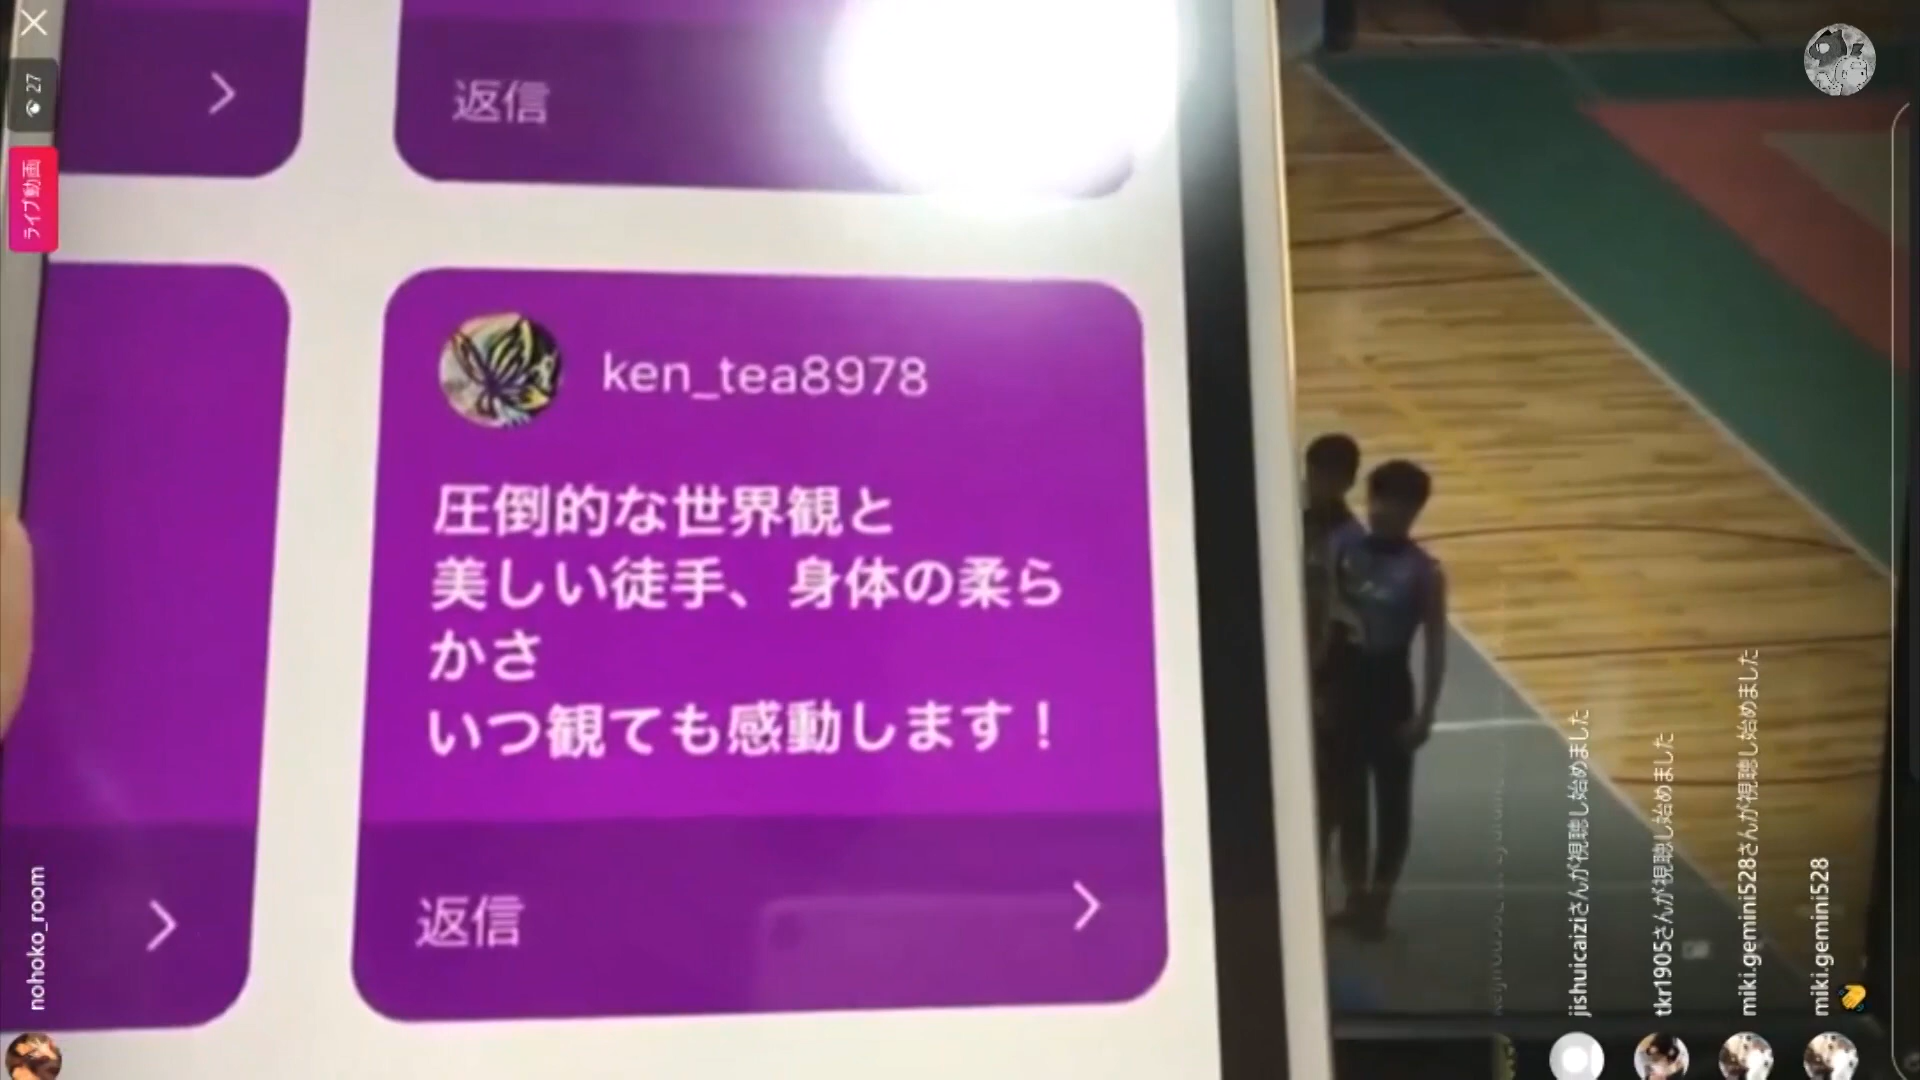 27
ライブ動画
nohoko_room
返信
ken_tea8978
圧倒的な世界観と
美しい徒手、身体の柔ら
かさ
いつ観ても感動します！
返信
jishuicaiziさんが視聴し始めました
tkr1905さんが視聴し始めました
miki.gemini528さんが視聴し始めました
miki.gemini528